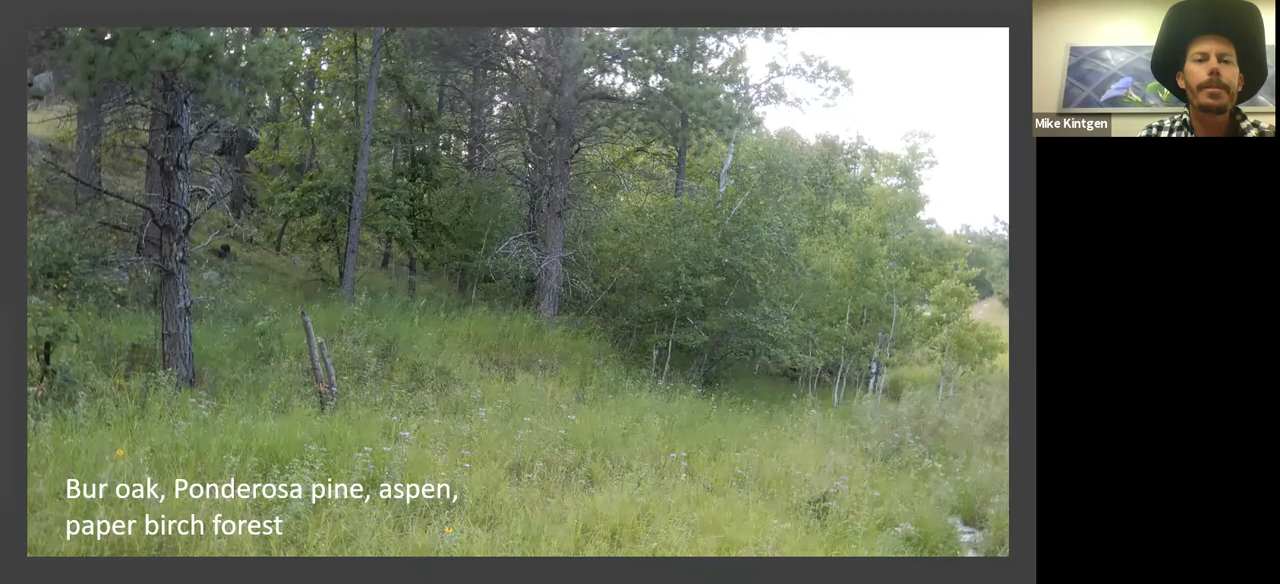 Bur oak, Ponderosa pine, aspen,
paper birch forest
Mike Kintgen